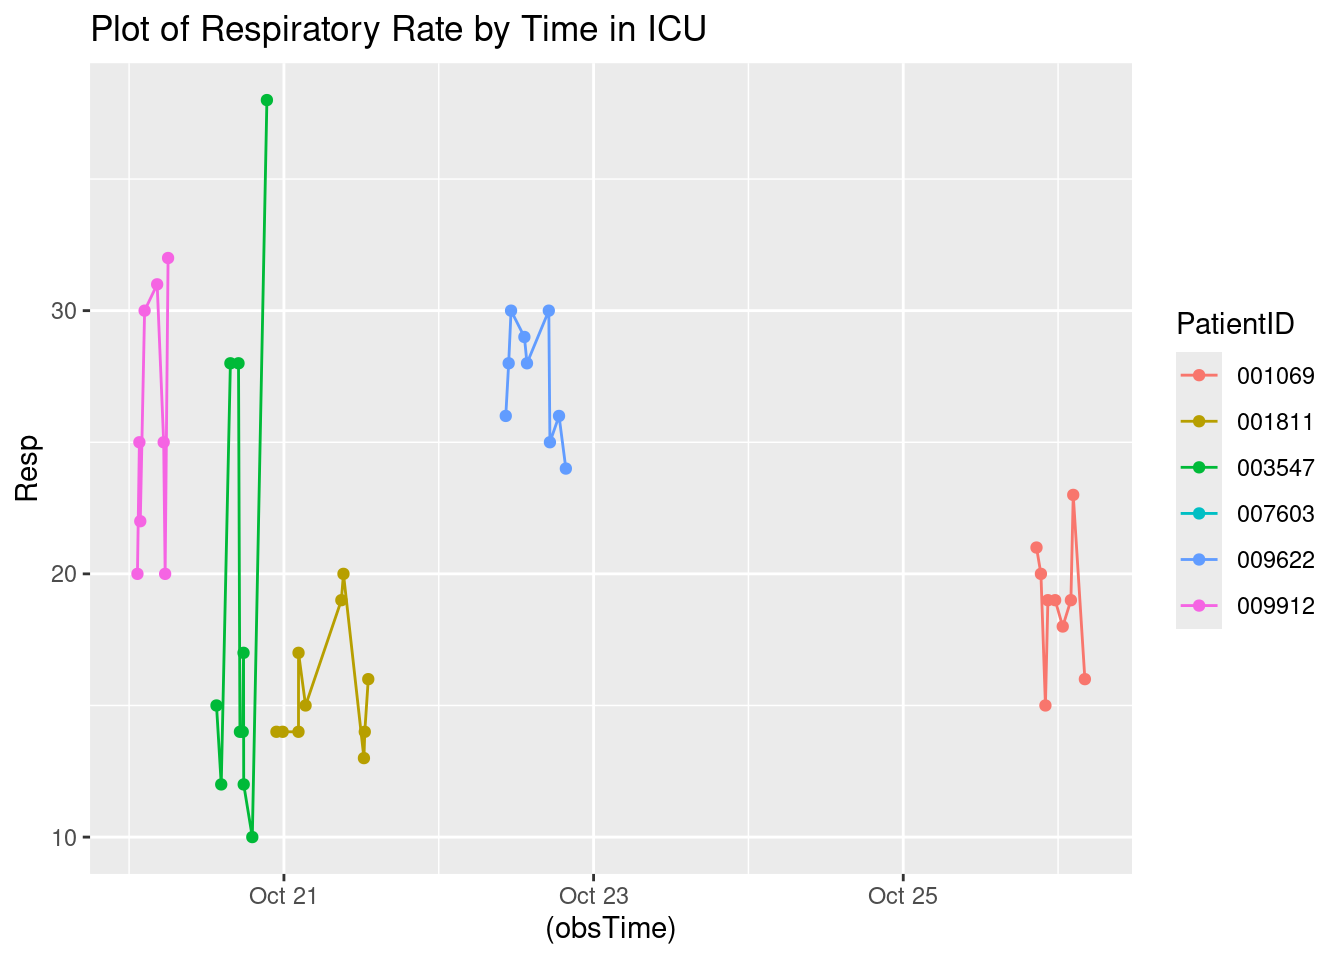 Plot of Respiratory Rate by Time in ICU
Resp
30
20
10
Oct 21
Oct 23
Oct 25
(obsTime)
PatientID
001069
001811
003547
007603
009622
009912